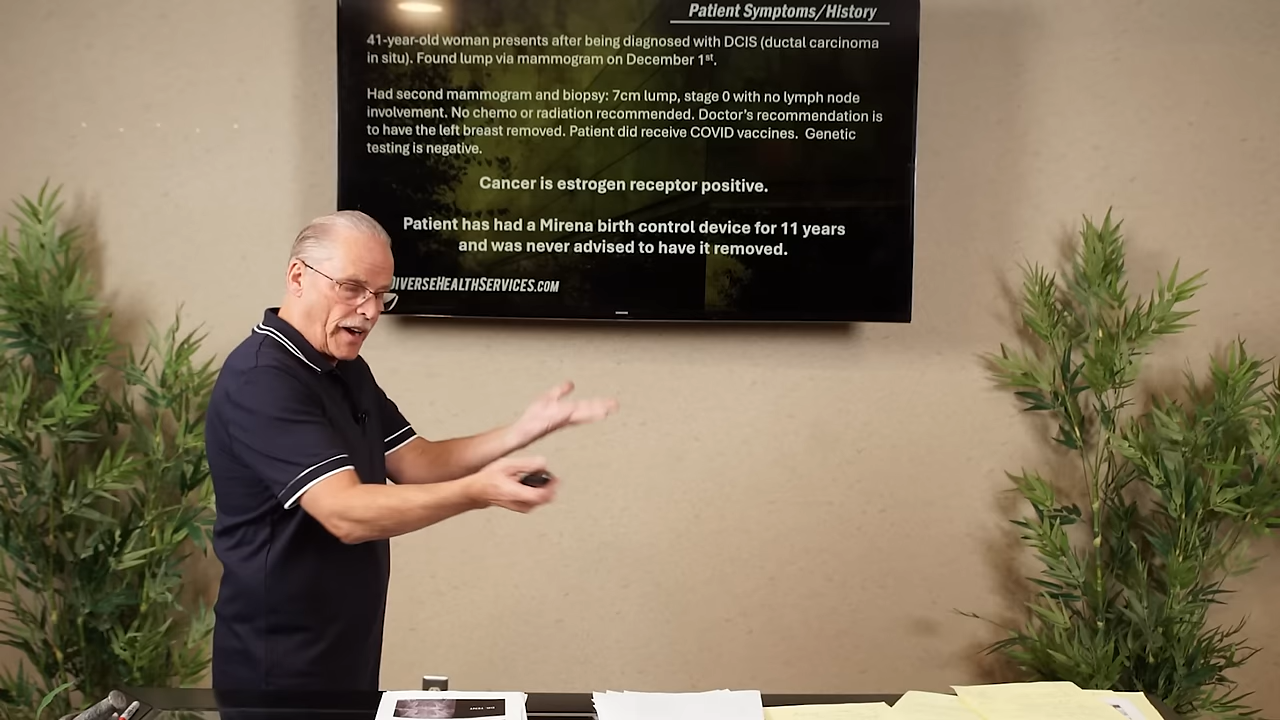 Patient Symptoms/History
41-year-old woman presents after being diagnosed with DCIS (ductal carcinoma
in situ). Found lump via mammogram on December 1st.
Had second mammogram and biopsy: 7cm lump, stage 0 with no lymph node
involvement. No chemo or radiation recommended. Doctor's recommendation is
to have the left breast removed. Patient did receive COVID vaccines. Genetic
testing is negative.
Cancer is estrogen receptor positive.
Patient has had a Mirena birth control device for 11 years
and was never advised to have it removed.
DIVERSEHEALTHSERVICES.COM